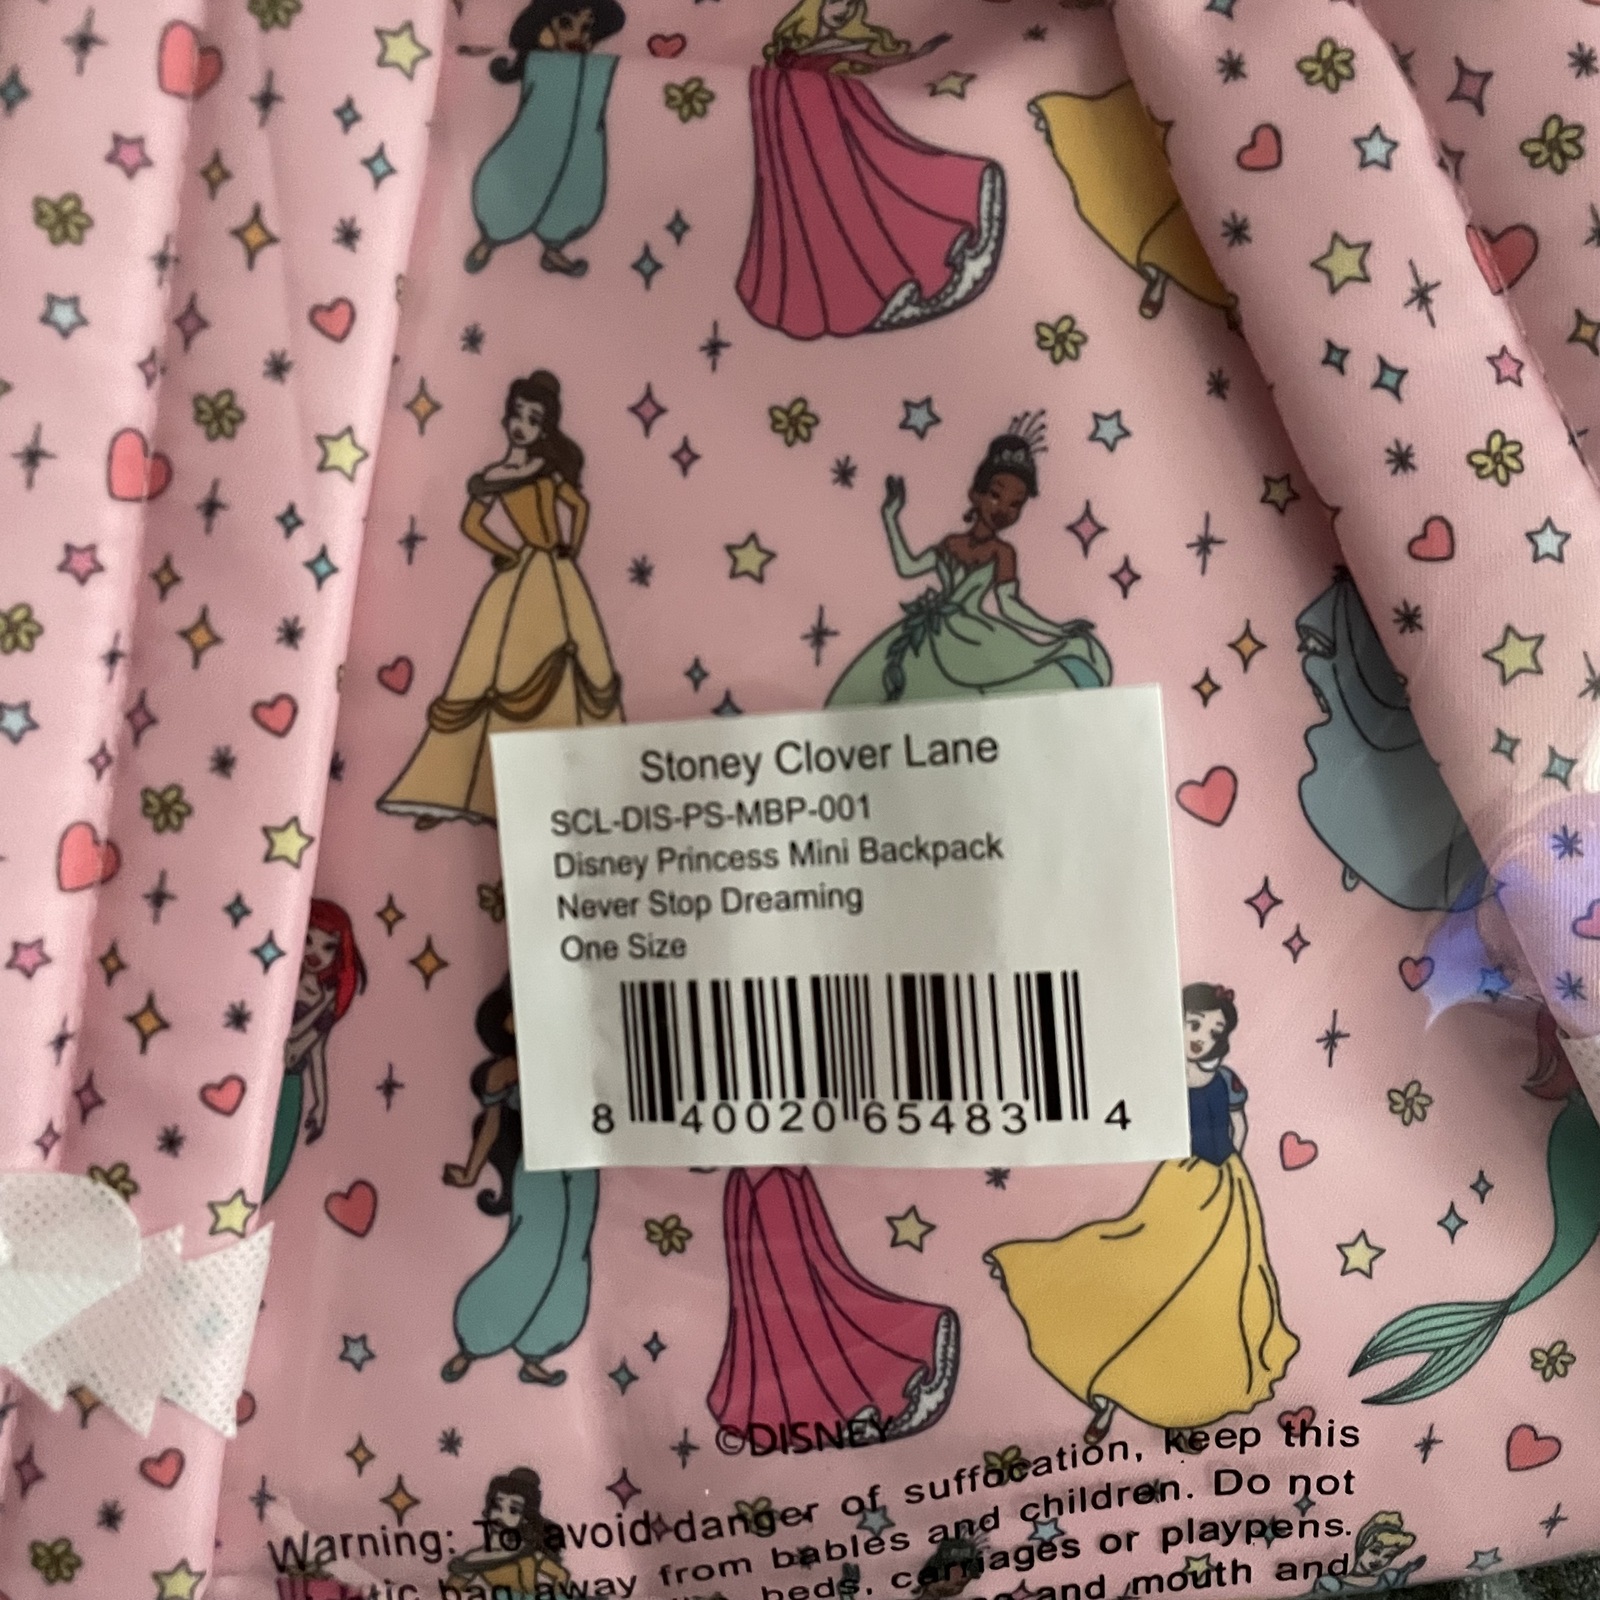 Stoney Clover Lane
SCL-DIS-PS-MBP-001
Disney Princess Mini Backpack
Never Stop Dreaming
One Size
8 40020 65483 4
©DISNEY
Warning: To avoid danger of suffocation, keep this
bag away from babies and children. Do not
beds, carriages or playpens.
and mouth and